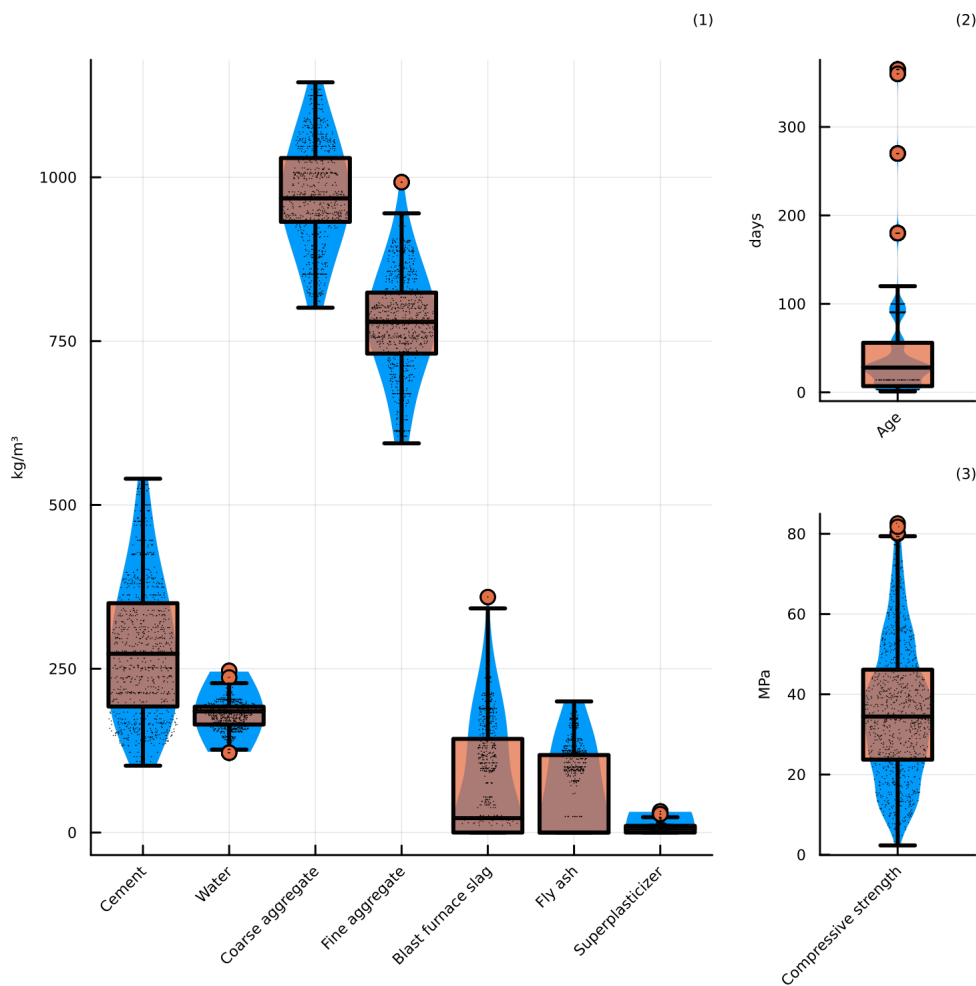 (1)
kg/m³
1000
750
500
250
0
Cement
Water
Coarse aggregate
Fine aggregate
Blast furnace slag
Fly ash
Superplasticizer
(2)
days
300
200
100
0
Age
(3)
MPa
80
60
40
20
0
Compressive strength